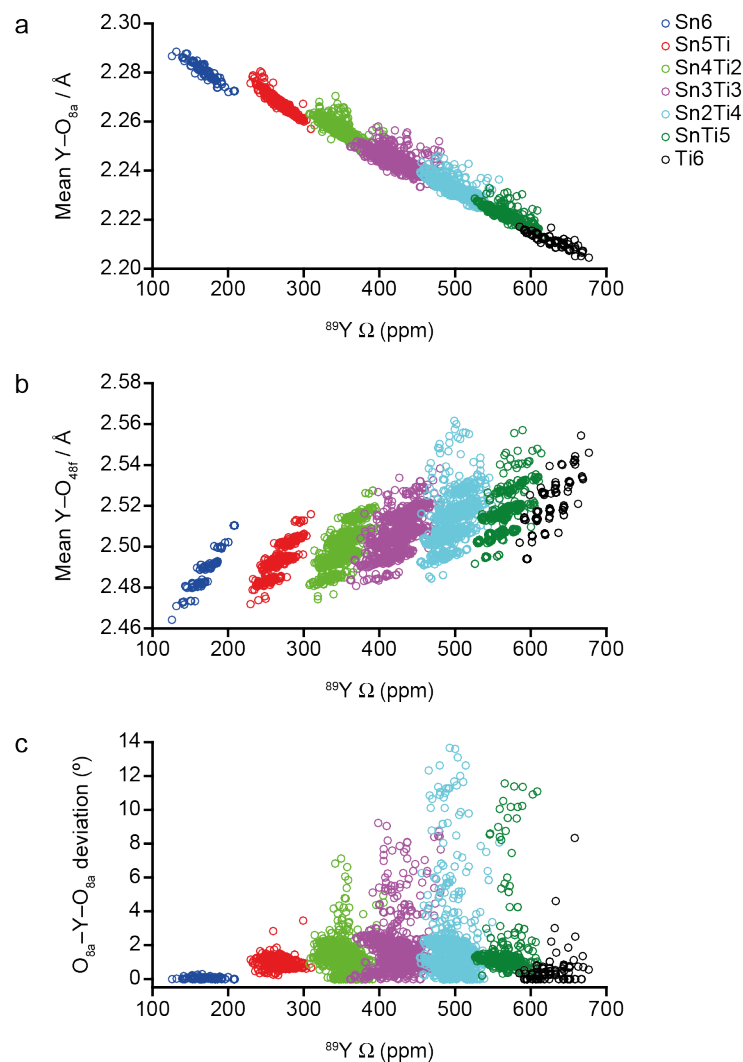 a
2.30
2.28
2.26
2.24
2.22
2.20
Mean Y–O8a / Å
100 200 300 400 500 600 700
89Y Ω (ppm)
Sn6
Sn5Ti
Sn4Ti2
Sn3Ti3
Sn2Ti4
SnTi5
Ti6
b
2.58
2.56
2.54
2.52
2.50
2.48
2.46
Mean Y–O48f / Å
100 200 300 400 500 600 700
89Y Ω (ppm)
c
14
12
10
8
6
4
2
0
O8a–Y–O8a deviation (º)
100 200 300 400 500 600 700
89Y Ω (ppm)